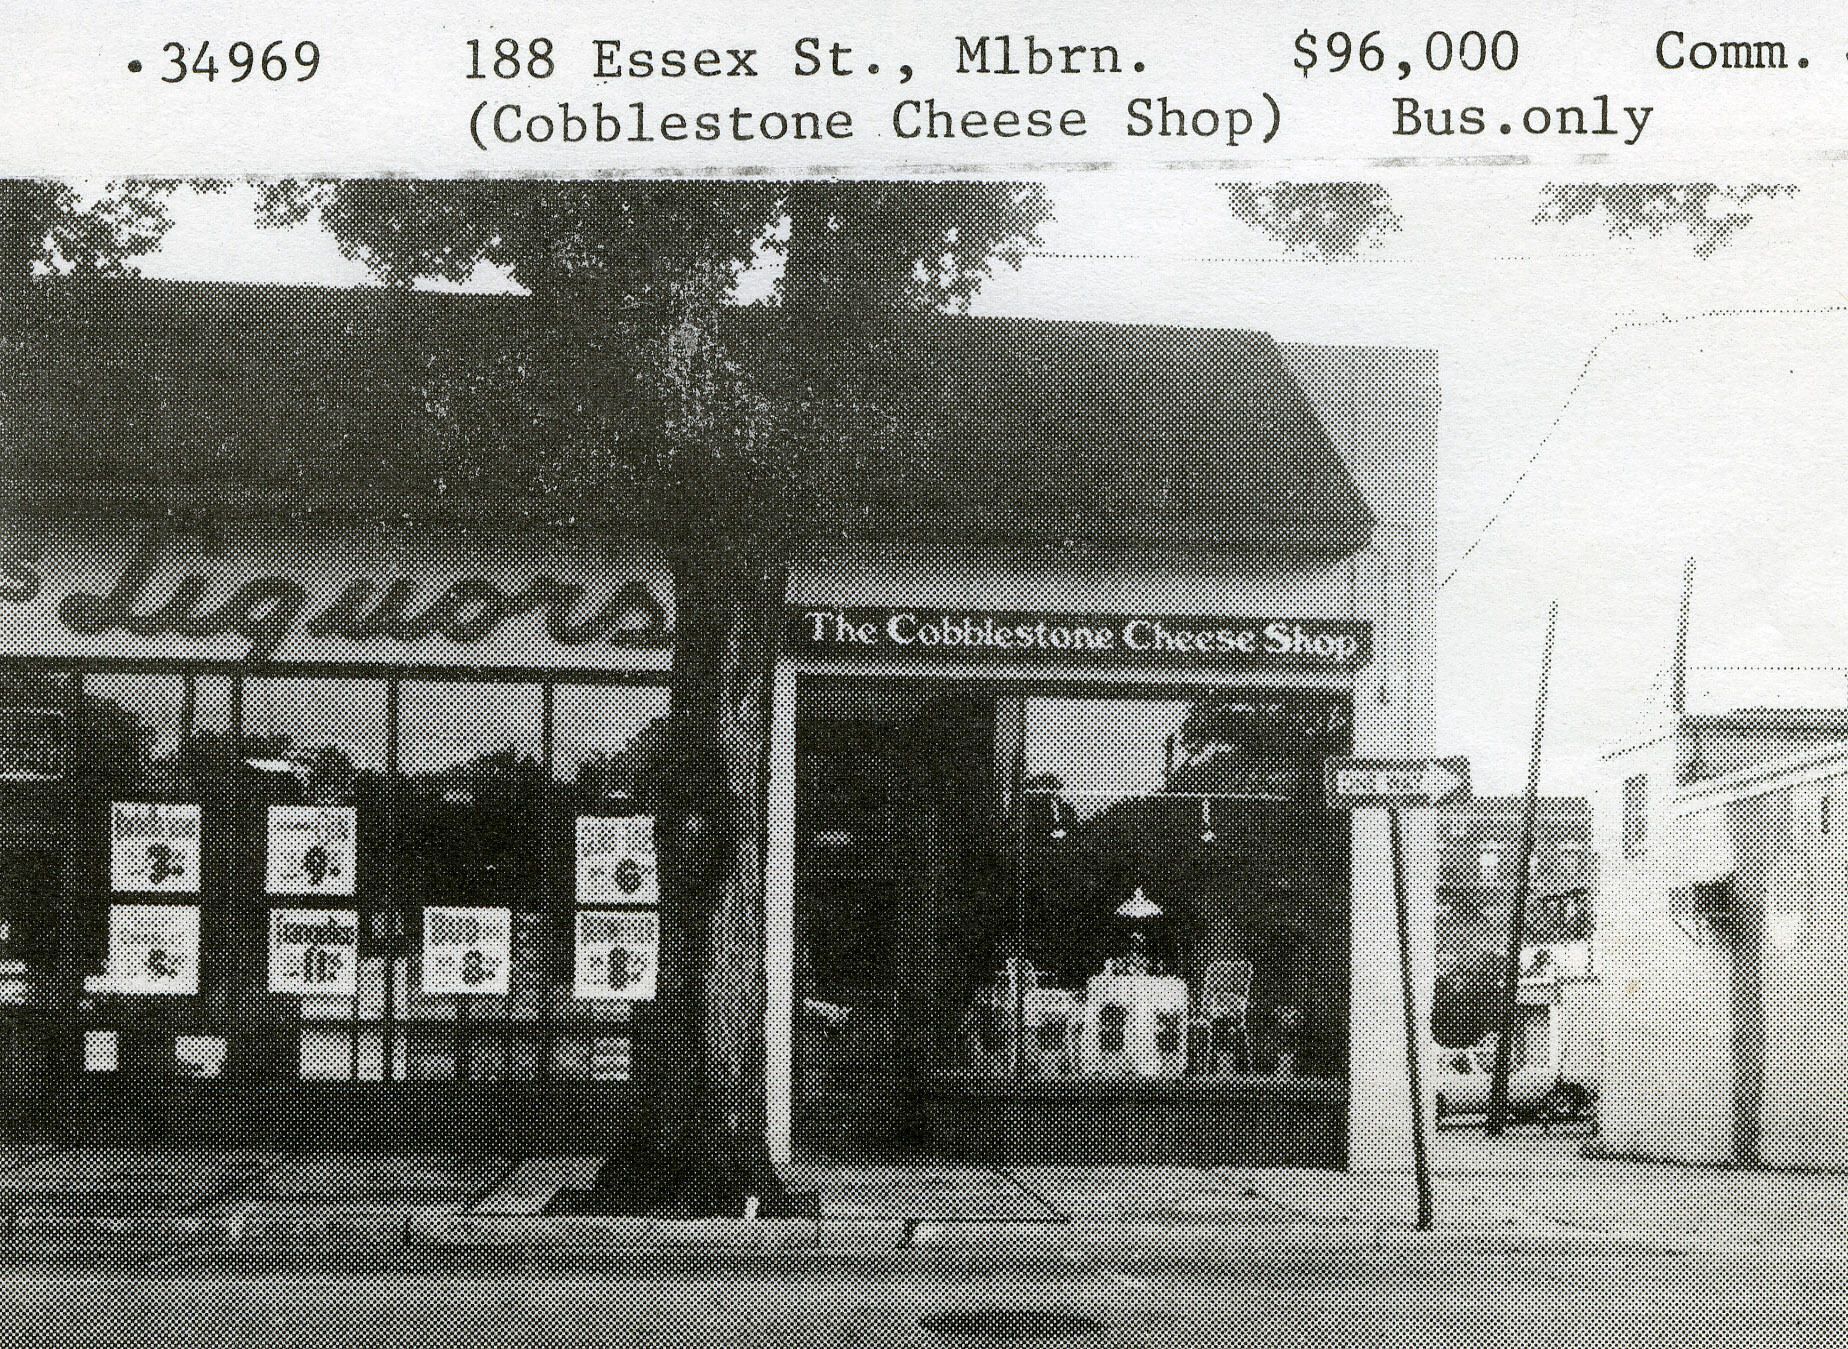 .34969 188 Essex St., Mlbrn. $96,000 Comm.
(Cobblestone Cheese Shop) Bus.only
s Liquors
The Cobblestone Cheese Shop